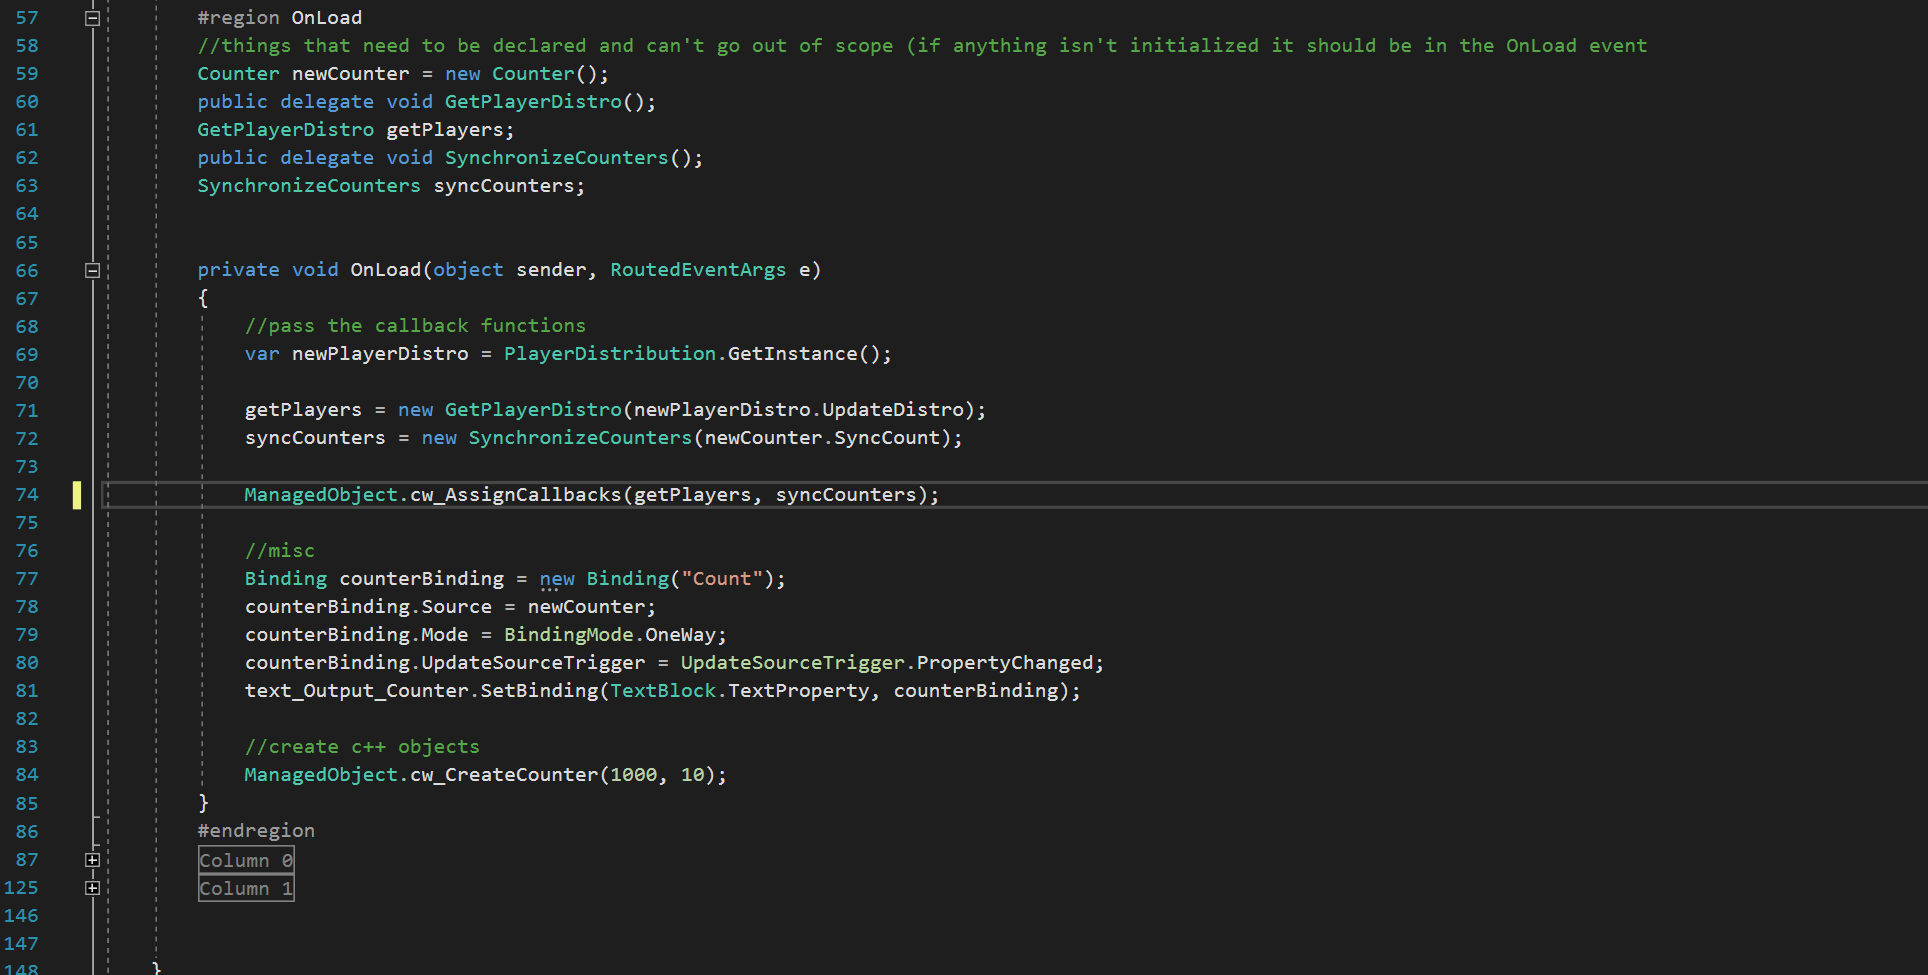 57 #region OnLoad
58 //things that need to be declared and can't go out of scope (if anything isn't initialized it should be in the OnLoad event
59 Counter newCounter = new Counter();
60 public delegate void GetPlayerDistro();
61 GetPlayerDistro getPlayers;
62 public delegate void SynchronizeCounters();
63 SynchronizeCounters syncCounters;
64
65
66 private void OnLoad(object sender, RoutedEventArgs e)
67 {
68 //pass the callback functions
69 var newPlayerDistro = PlayerDistribution.GetInstance();
70
71 getPlayers = new GetPlayerDistro(newPlayerDistro.UpdateDistro);
72 syncCounters = new SynchronizeCounters(newCounter.SyncCount);
73
74 ManagedObject.cw_AssignCallbacks(getPlayers, syncCounters);
75
76 //misc
77 Binding counterBinding = new Binding("Count");
78 counterBinding.Source = newCounter;
79 counterBinding.Mode = BindingMode.OneWay;
80 counterBinding.UpdateSourceTrigger = UpdateSourceTrigger.PropertyChanged;
81 text_Output_Counter.SetBinding(TextBlock.TextProperty, counterBinding);
82
83 //create c++ objects
84 ManagedObject.cw_CreateCounter(1000, 10);
85 }
86 #endregion
87 Column 0
125 Column 1
146
147
148 }